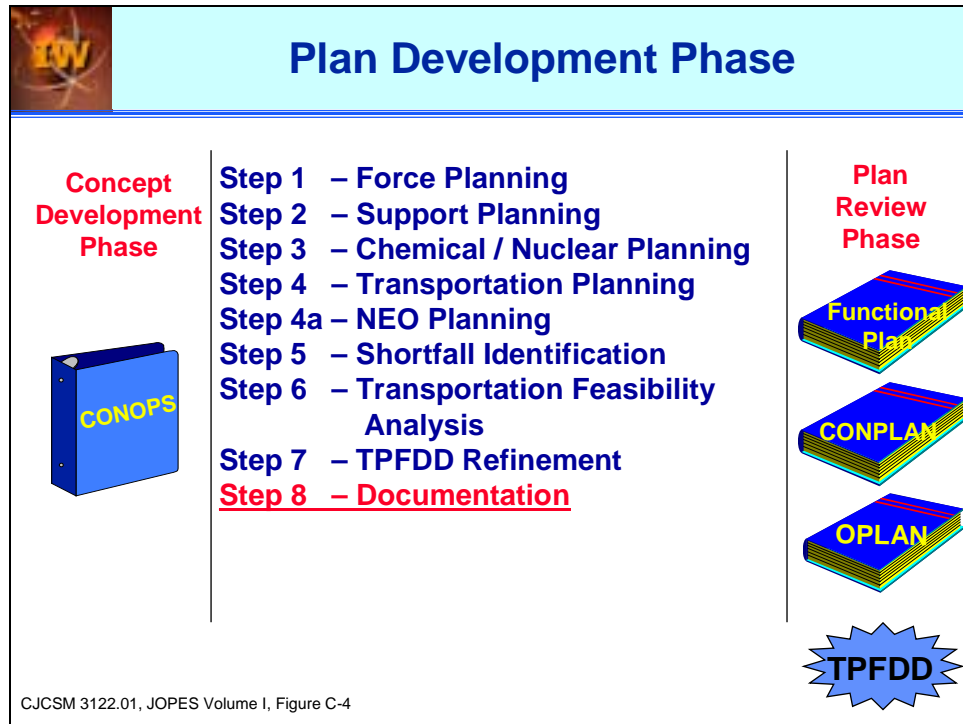 IW
Plan Development Phase
Concept
Development
Phase
CONOPS
Step 1 – Force Planning
Step 2 – Support Planning
Step 3 – Chemical / Nuclear Planning
Step 4 – Transportation Planning
Step 4a – NEO Planning
Step 5 – Shortfall Identification
Step 6 – Transportation Feasibility
Analysis
Step 7 – TPFDD Refinement
Step 8 – Documentation
Plan
Review
Phase
Functional
Plan
CONPLAN
OPLAN
TPFDD
CJCSM 3122.01, JOPES Volume I, Figure C-4